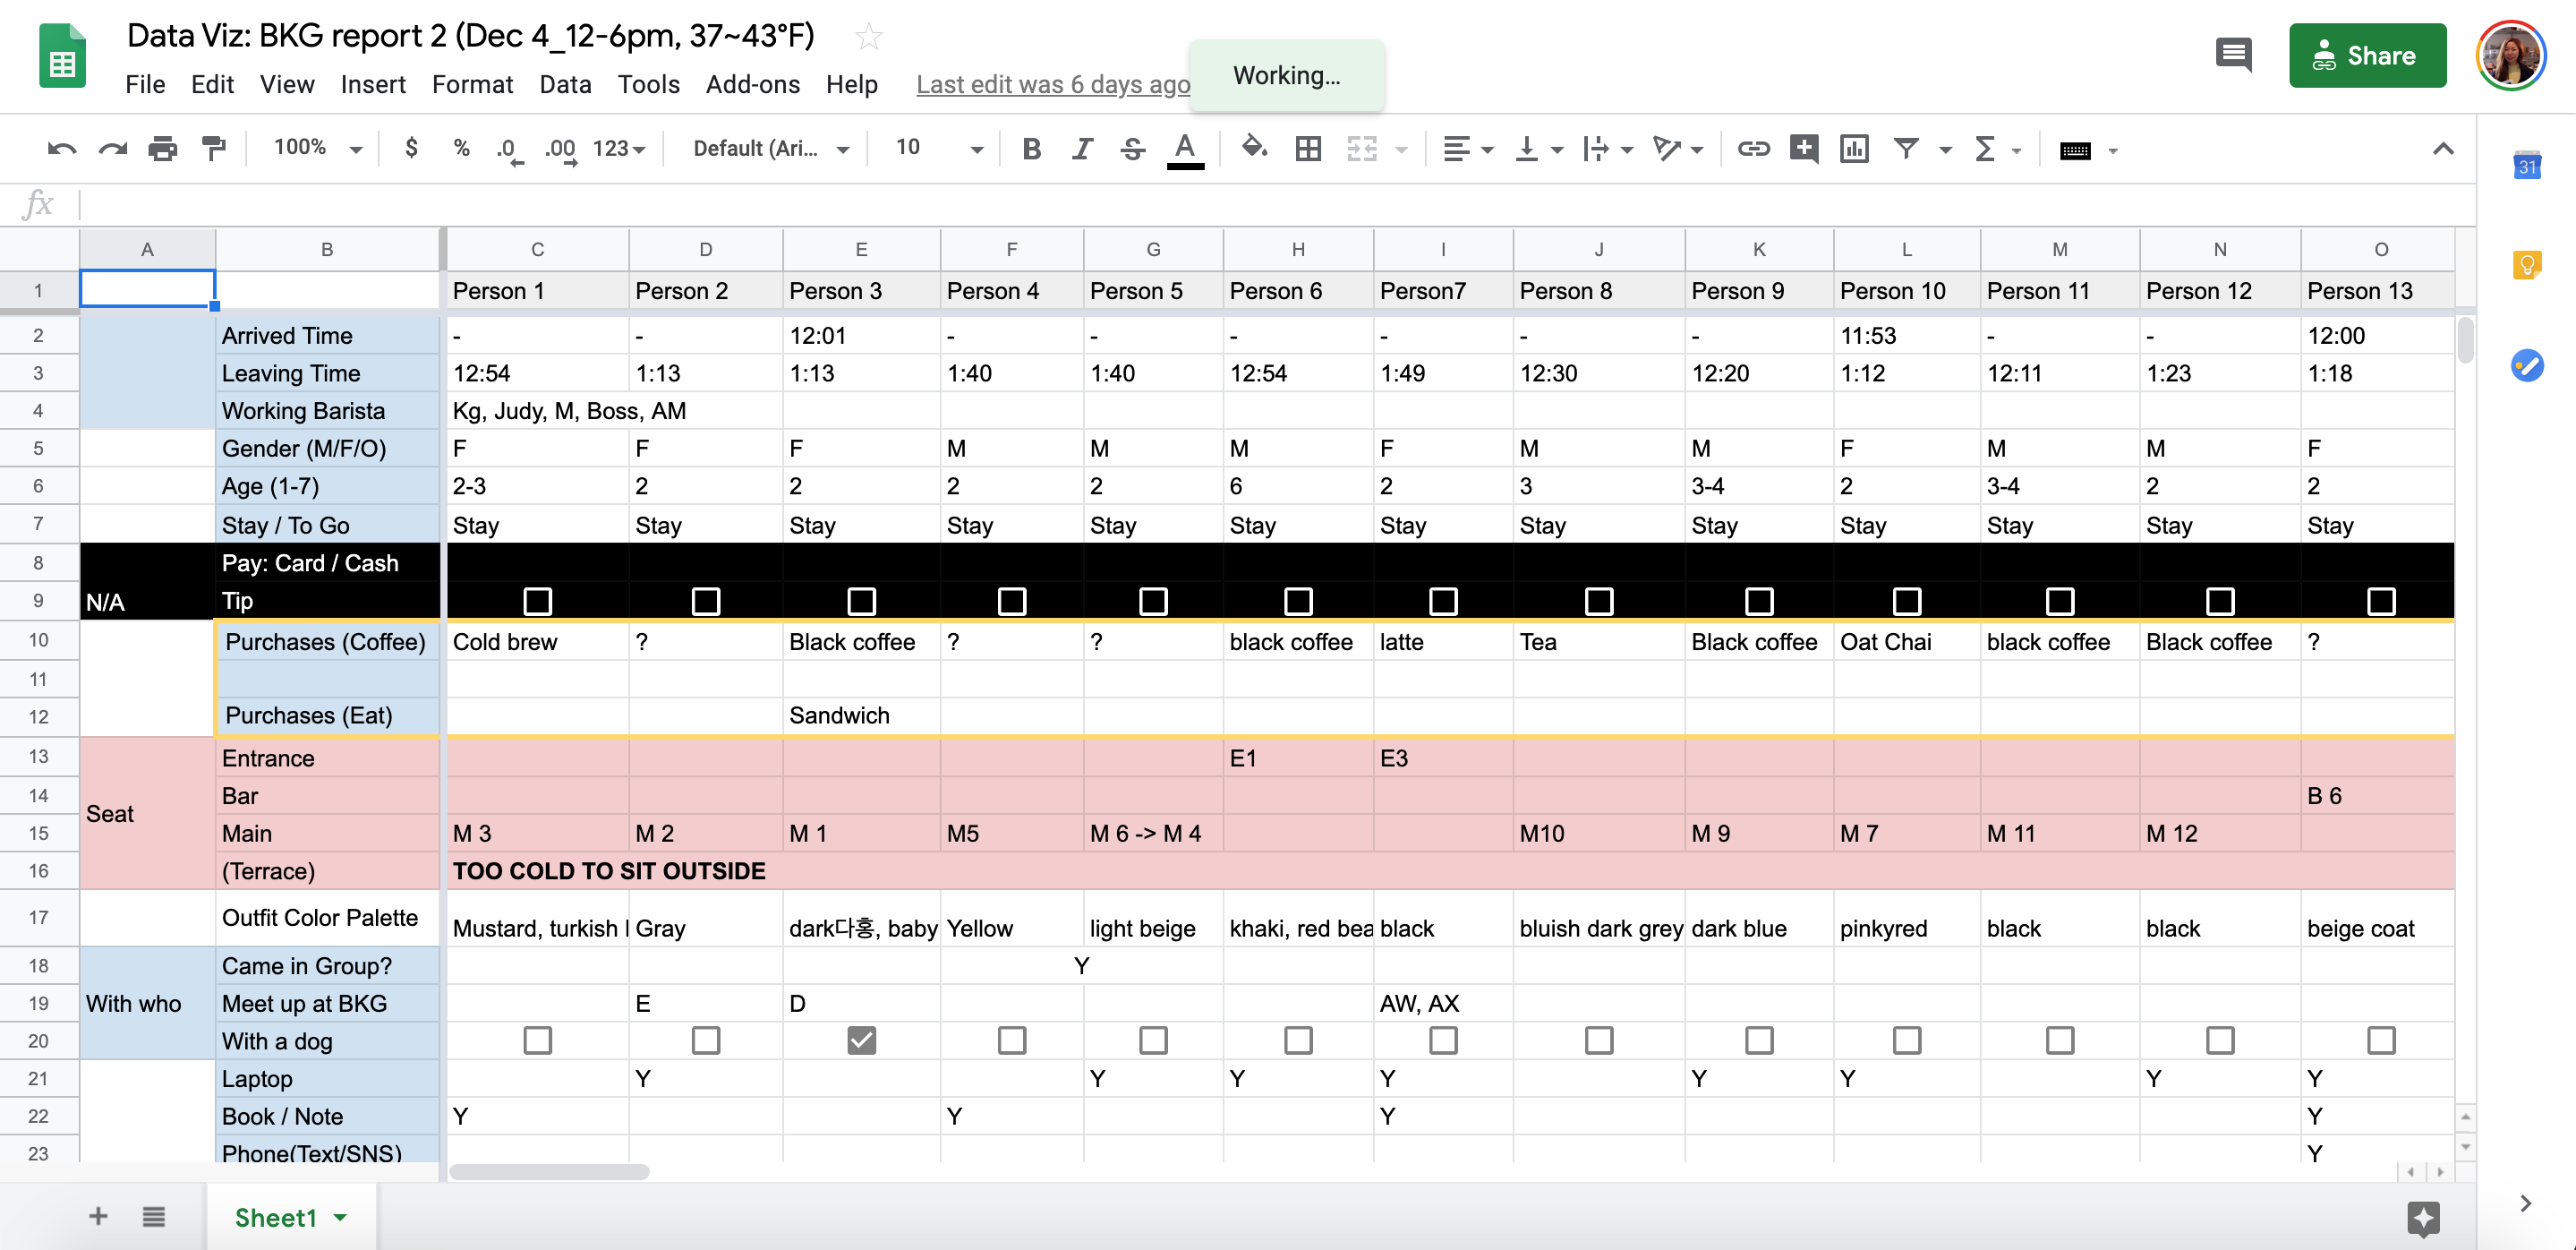 Data Viz: BKG report 2 (Dec 4_12-6pm, 37~43°F)
Working...
Share
File Edit View Insert Format Data Tools Add-ons Help Last edit was 6 days ago
100% $ % .0 .00 123 Default (Ari... 10 B I S A
31
fx
A B C D E F G H I J K L M N O
1 Person 1 Person 2 Person 3 Person 4 Person 5 Person 6 Person7 Person 8 Person 9 Person 10 Person 11 Person 12 Person 13
2 Arrived Time - - 12:01 - - - - - - 11:53 - - 12:00
3 Leaving Time 12:54 1:13 1:13 1:40 1:40 12:54 1:49 12:30 12:20 1:12 12:11 1:23 1:18
4 Working Barista Kg, Judy, M, Boss, AM
5 Gender (M/F/O) F F F M M M F M M F M M F
6 Age (1-7) 2-3 2 2 2 2 6 2 3 3-4 2 3-4 2 2
7 Stay / To Go Stay Stay Stay Stay Stay Stay Stay Stay Stay Stay Stay Stay Stay
8 Pay: Card / Cash
9 N/A Tip
10 Purchases (Coffee) Cold brew ? Black coffee ? ? black coffee latte Tea Black coffee Oat Chai black coffee Black coffee ?
11
12 Purchases (Eat) Sandwich
13 Entrance E1 E3
14 Bar B 6
Seat
15 Main M 3 M 2 M 1 M5 M 6 -> M 4 M10 M 9 M 7 M 11 M 12
16 (Terrace) TOO COLD TO SIT OUTSIDE
17 Outfit Color Palette Mustard, turkish Gray dark다홍, baby Yellow light beige khaki, red bea black bluish dark grey dark blue pinkyred black black beige coat
18 Came in Group? Y
19 With who Meet up at BKG E D AW, AX
20 With a dog
21 Laptop Y Y Y Y Y Y Y Y
22 Book / Note Y Y Y Y
23 Phone(Text/SNS) Y
Sheet1